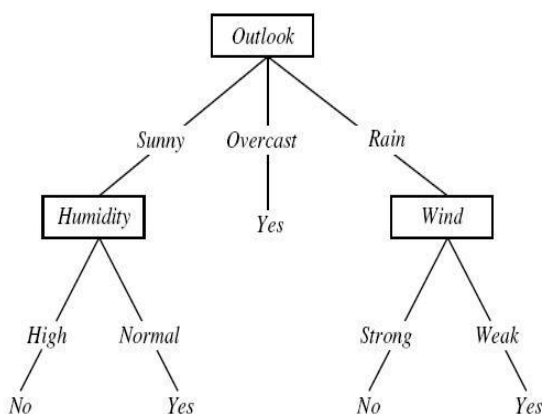 Outlook
Sunny Overcast Rain
Humidity Yes Wind
High Normal Strong Weak
No Yes No Yes